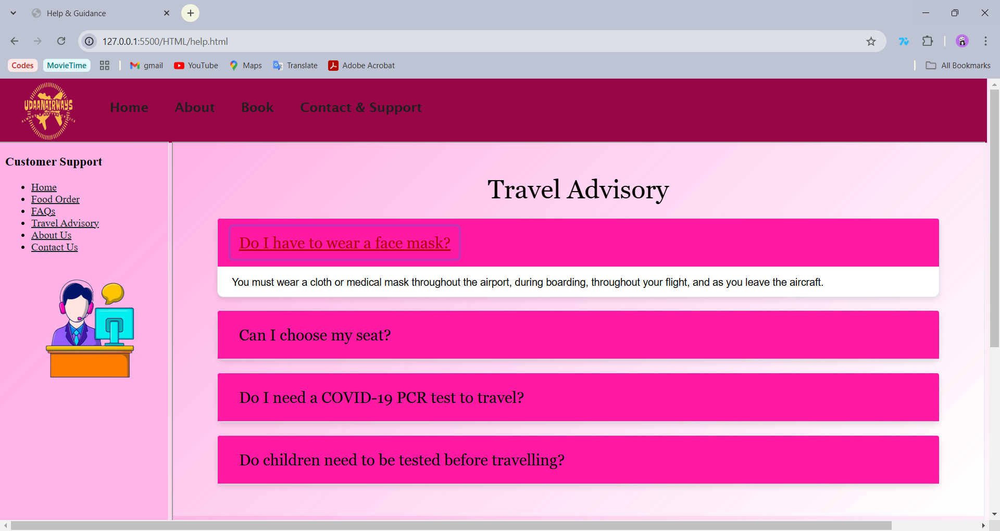 Help & Guidance
127.0.0.1:5500/HTML/help.html
Codes MovieTime gmail YouTube Maps Translate Adobe Acrobat All Bookmarks
UDAANAIRWAYS
Home About Book Contact & Support
Customer Support
Home
Food Order
FAQs
Travel Advisory
About Us
Contact Us
Travel Advisory
Do I have to wear a face mask?
You must wear a cloth or medical mask throughout the airport, during boarding, throughout your flight, and as you leave the aircraft.
Can I choose my seat?
Do I need a COVID-19 PCR test to travel?
Do children need to be tested before travelling?